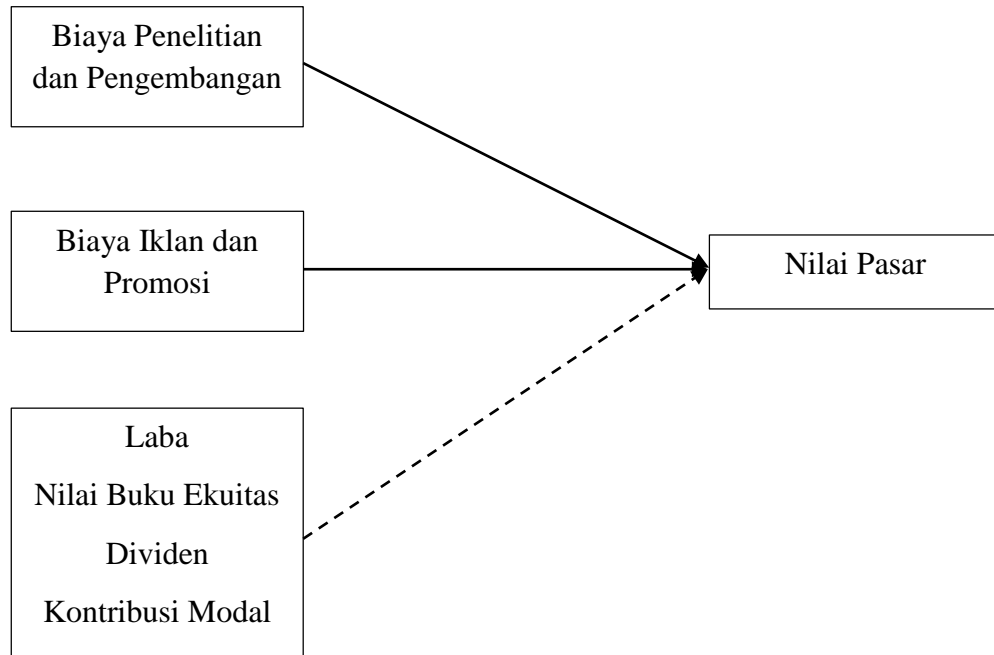 Biaya Penelitian
dan Pengembangan
Biaya Iklan dan
Promosi
Nilai Pasar
Laba
Nilai Buku Ekuitas
Dividen
Kontribusi Modal